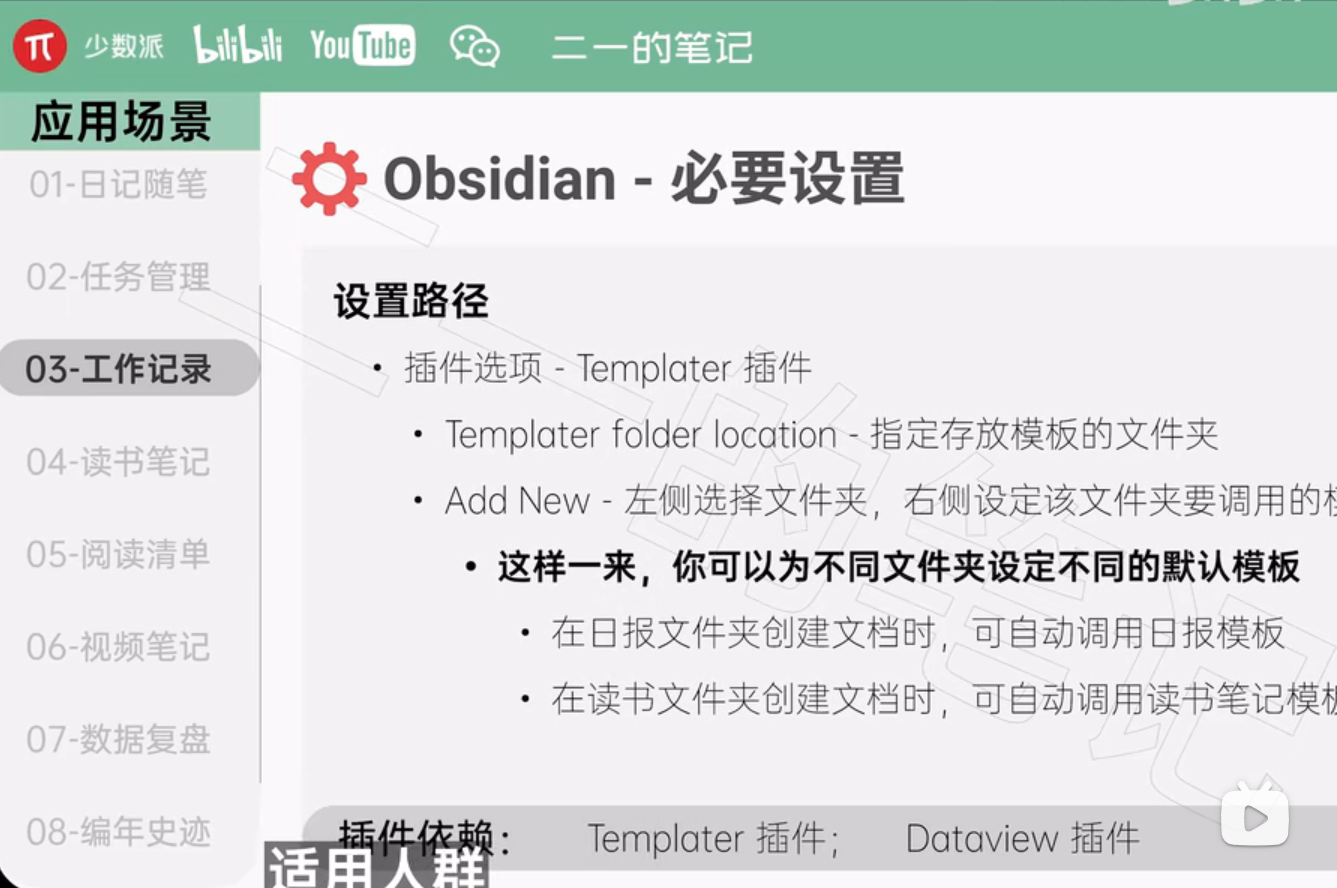 少数派 bilibili YouTube 二一的笔记
应用场景
01-日记随笔
02-任务管理
03-工作记录
04-读书笔记
05-阅读清单
06-视频笔记
07-数据复盘
08-编年史迹
Obsidian - 必要设置
设置路径
• 插件选项 - Templater 插件
• Templater folder location - 指定存放模板的文件夹
• Add New - 左侧选择文件夹，右侧设定该文件夹要调用的
• 这样一来，你可以为不同文件夹设定不同的默认模板
• 在日报文件夹创建文档时，可自动调用日报模板
• 在读书文件夹创建文档时，可自动调用读书笔记模板
插件依赖： Templater 插件； Dataview 插件
适用人群
二一的笔记